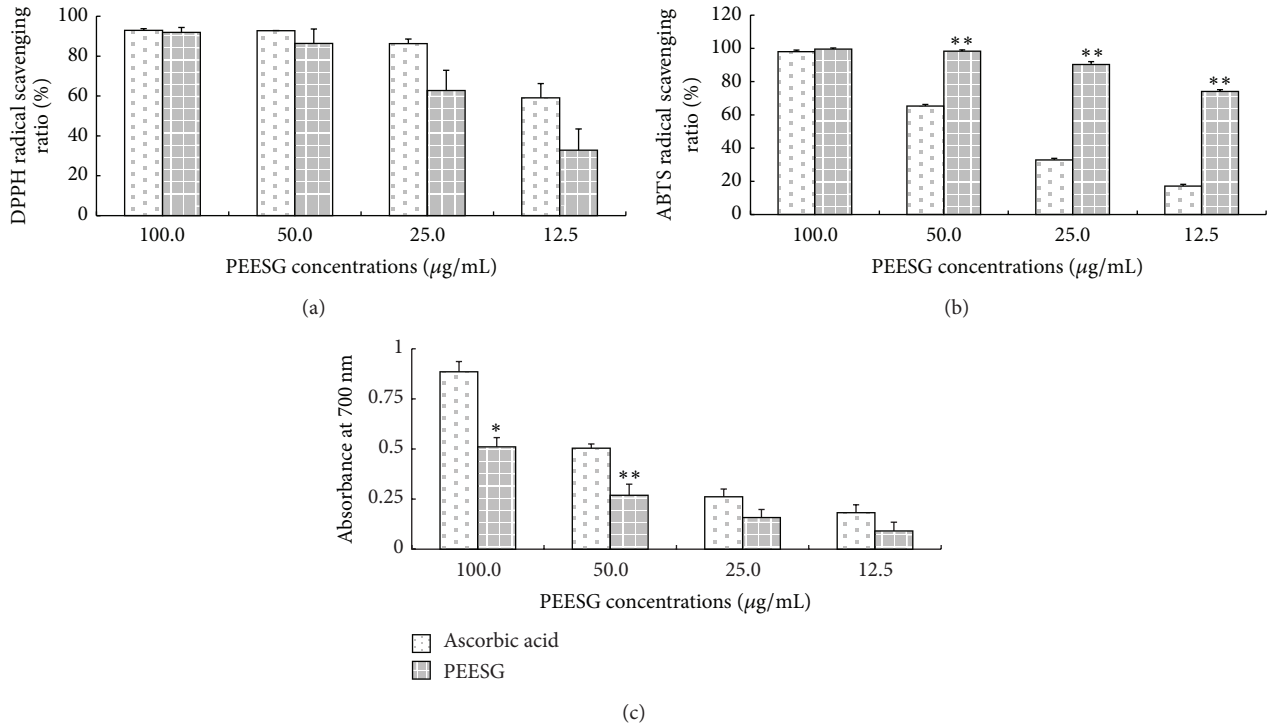 DPPH radical scavenging
ratio (%)
100
80
60
40
20
0
100.0 50.0 25.0 12.5
PEESG concentrations (μg/mL)
(a)
ABTS radical scavenging
ratio (%)
120
100
80
60
40
20
0
** ** **
100.0 50.0 25.0 12.5
PEESG concentrations (μg/mL)
(b)
Absorbance at 700 nm
1
0.75
0.5
0.25
0
* **
100.0 50.0 25.0 12.5
PEESG concentrations (μg/mL)
Ascorbic acid
PEESG
(c)